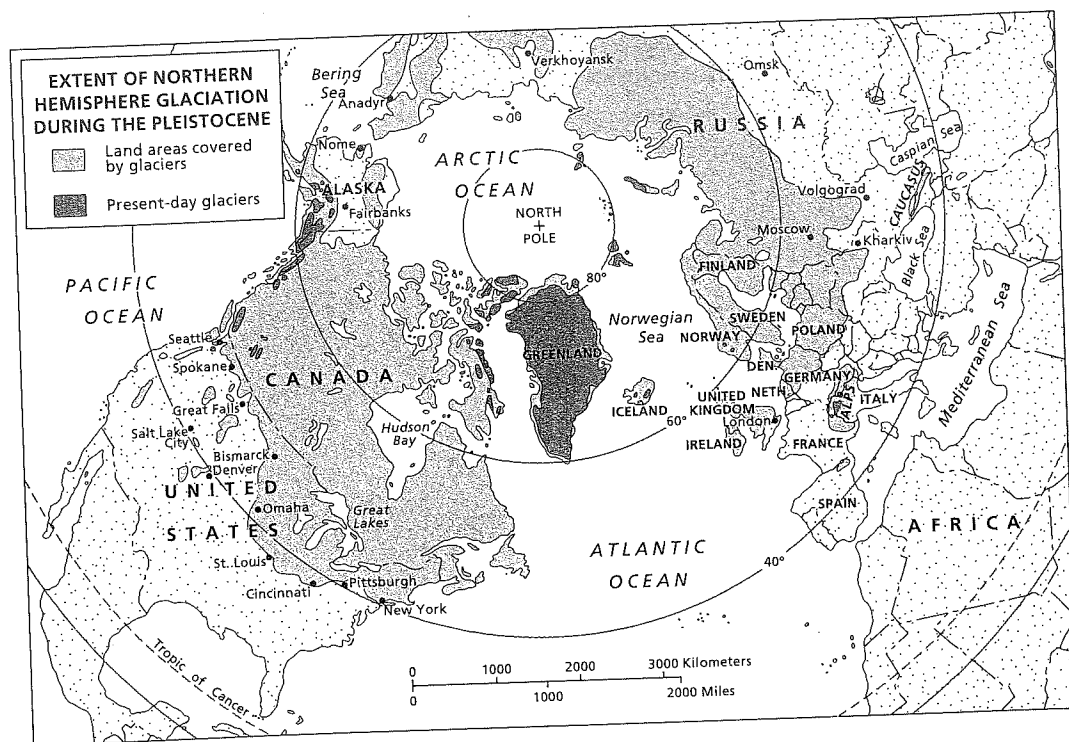 EXTENT OF NORTHERN
HEMISPHERE GLACIATION
DURING THE PLEISTOCENE
Land areas covered
by glaciers
Present-day glaciers
Bering
Sea
Anadyr
Verkhoyansk
Omsk
RUSSIA
Nome
ARCTIC
OCEAN
ALASKA
Fairbanks
NORTH
+
POLE
80°
Volgograd
CAUCASUS
Caspian Sea
Moscow
Kharkiv
Black Sea
FINLAND
PACIFIC
OCEAN
Norwegian
Sea
SWEDEN
NORWAY
POLAND
Mediterranean Sea
Seattle
Spokane
CANADA
GREENLAND
DEN.
GERMANY
NETH.
ALPS
ITALY
Great Falls
ICELAND
UNITED
KINGDOM
London
60°
Salt Lake
City
Hudson
Bay
IRELAND
FRANCE
Bismarck
Denver
UNITED
STATES
Omaha
Great
Lakes
SPAIN
AFRICA
St. Louis
ATLANTIC
OCEAN
40°
Cincinnati
Pittsburgh
New York
Tropic of Cancer
0 1000 2000 3000 Kilometers
0 1000 2000 Miles